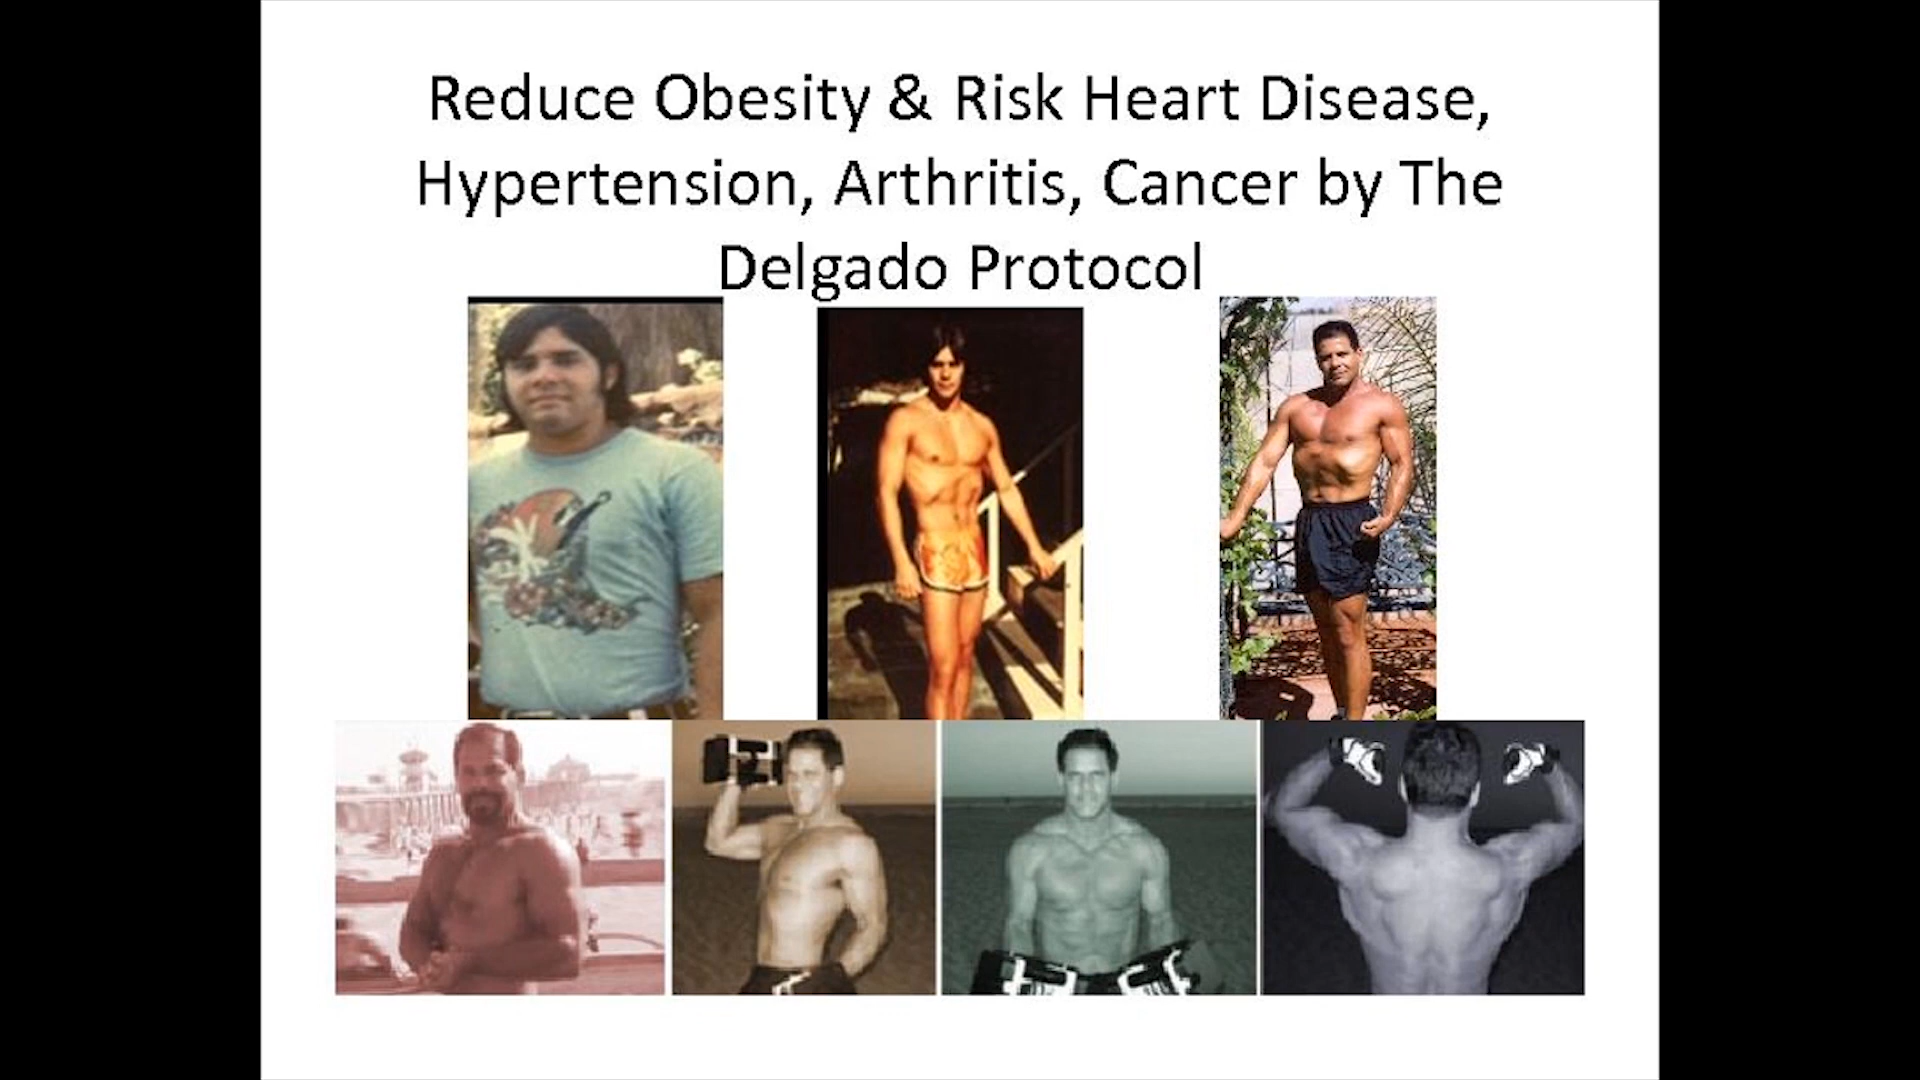 Reduce Obesity & Risk Heart Disease,
Hypertension, Arthritis, Cancer by The
Delgado Protocol